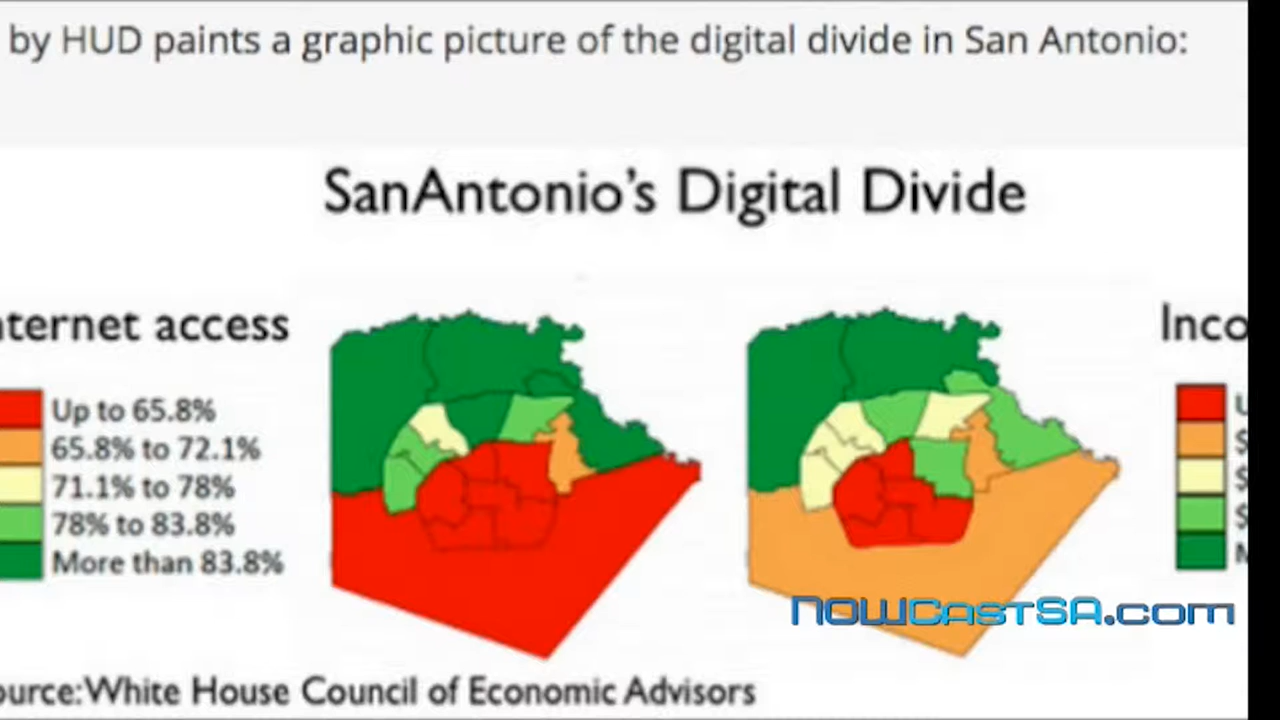 by HUD paints a graphic picture of the digital divide in San Antonio:
SanAntonio's Digital Divide
nternet access
Inco
Up to 65.8%
65.8% to 72.1%
71.1% to 78%
78% to 83.8%
More than 83.8%
$
$
$
NOWCastSA.com
ource:White House Council of Economic Advisors